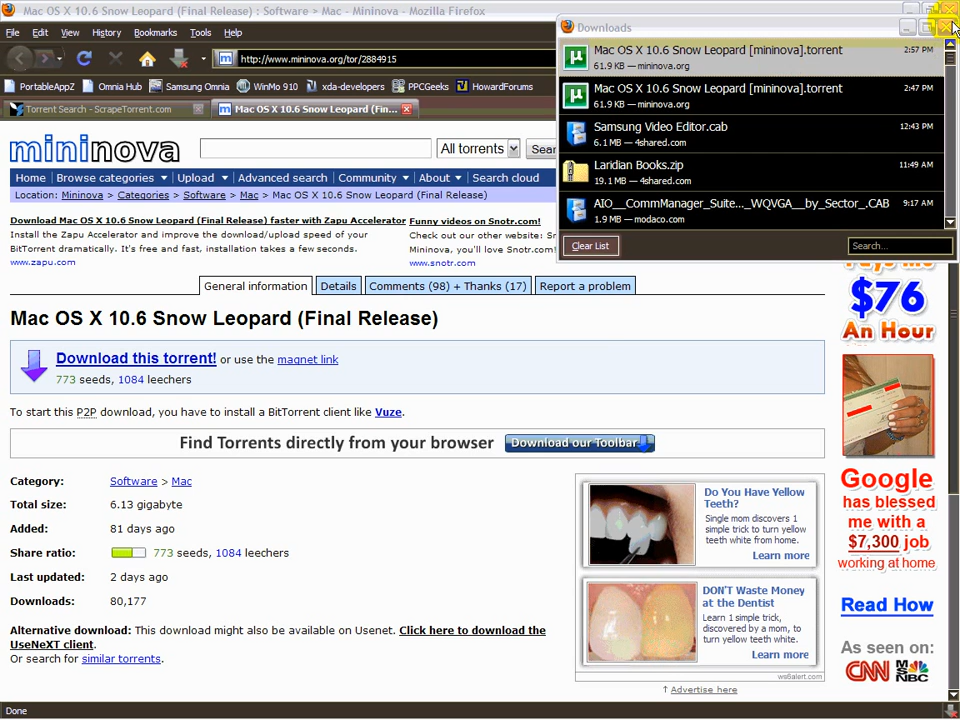 Mac OS X 10.6 Snow Leopard (Final Release) : Software > Mac - Mininova - Mozilla Firefox
File Edit View History Bookmarks Tools Help
http://www.mininova.org/tor/2884915
PortableAppZ Omnia Hub Samsung Omnia WinMo 910 xda-developers PPCGeeks HowardForums
Torrent Search - ScrapeTorrent.com
Mac OS X 10.6 Snow Leopard (Fin...
Downloads
Mac OS X 10.6 Snow Leopard [mininova].torrent 2:57 PM
61.9 KB — mininova.org
Mac OS X 10.6 Snow Leopard [mininova].torrent 2:47 PM
61.9 KB — mininova.org
Samsung Video Editor.cab 12:43 PM
6.1 MB — 4shared.com
Laridian Books.zip 11:49 AM
19.1 MB — 4shared.com
AIO__CommManager_Suite..._WQVGA__by_Sector_.CAB 9:17 AM
1.9 MB — modaco.com
Clear List Search...
mininova All torrents Sear
Home Browse categories Upload Advanced search Community About Search cloud
Location: Mininova > Categories > Software > Mac > Mac OS X 10.6 Snow Leopard (Final Release)
Download Mac OS X 10.6 Snow Leopard (Final Release) faster with Zapu Accelerator
Install the Zapu Accelerator and improve the download/upload speed of your
BitTorrent dramatically. It's free and fast, installation takes a few seconds.
www.zapu.com
Funny videos on Snotr.com!
Check out our other website: Sn
Mininova, you'll love Snotr.com!
www.snotr.com
General information Details Comments (98) + Thanks (17) Report a problem
Mac OS X 10.6 Snow Leopard (Final Release)
Download this torrent! or use the magnet link
773 seeds, 1084 leechers
To start this P2P download, you have to install a BitTorrent client like Vuze.
Find Torrents directly from your browser Download our Toolbar
Category: Software > Mac
Total size: 6.13 gigabyte
Added: 81 days ago
Share ratio: 773 seeds, 1084 leechers
Last updated: 2 days ago
Downloads: 80,177
Alternative download: This download might also be available on Usenet. Click here to download the
UseNeXT client.
Or search for similar torrents.
Do You Have Yellow
Teeth?
Single mom discovers 1
simple trick to turn yellow
teeth white from home.
Learn more
DON'T Waste Money
at the Dentist
Learn 1 simple trick,
discovered by a mom, to
turn yellow teeth white.
Learn more
ws6alert.com
↑ Advertise here
Pays Me
$76
An Hour
Google
has blessed
me with a
$7,300 job
working at home
Read How
As seen on:
CNN MSNBC
Done